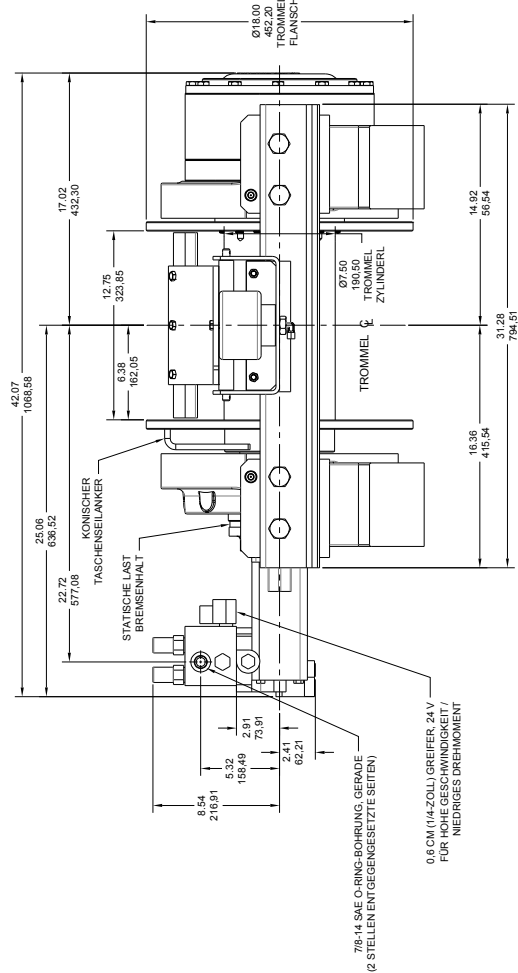 42.07
1068,58
25.06
636,52
17.02
432,30
22.72
577,08
12.75
323,85
6.38
162,05
Ø18.00
452,20
TROMMEL
FLANSCH
KONISCHER
TASCHENSEILANKER
STATISCHE LAST
BREMSENHALT
8.54
216,91
5.32
158,49
2.91
73,91
2.41
62,21
Ø7.50
190,50
TROMMEL
ZYLINDERL
TROMMEL
16.36
415,54
14.92
56,54
31.28
794,51
7/8-14 SAE O-RING-BOHRUNG, GERADE
(2 STELLEN ENTGEGENGESETZTE SEITEN)
0,6 CM (1/4-ZOLL) GREIFER, 24 V
FÜR HOHE GESCHWINDIGKEIT /
NIEDRIGES DREHMOMENT